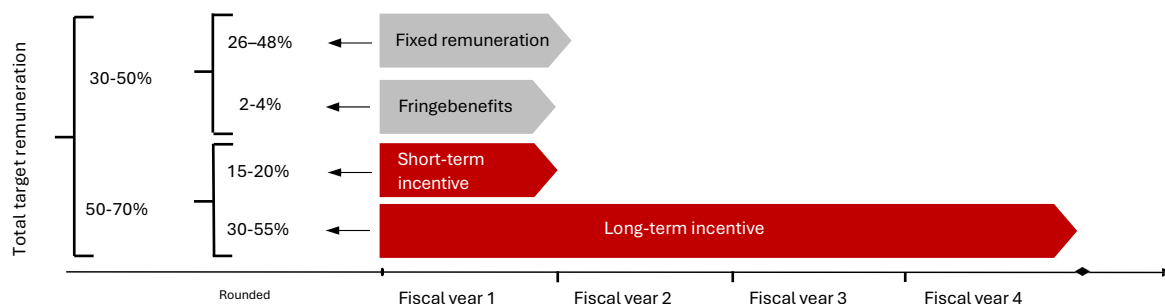 Total target remuneration
30-50%
26–48%
Fixed remuneration
2-4%
Fringebenefits
50-70%
15-20%
Short-term
incentive
30-55%
Long-term incentive
Rounded
Fiscal year 1
Fiscal year 2
Fiscal year 3
Fiscal year 4